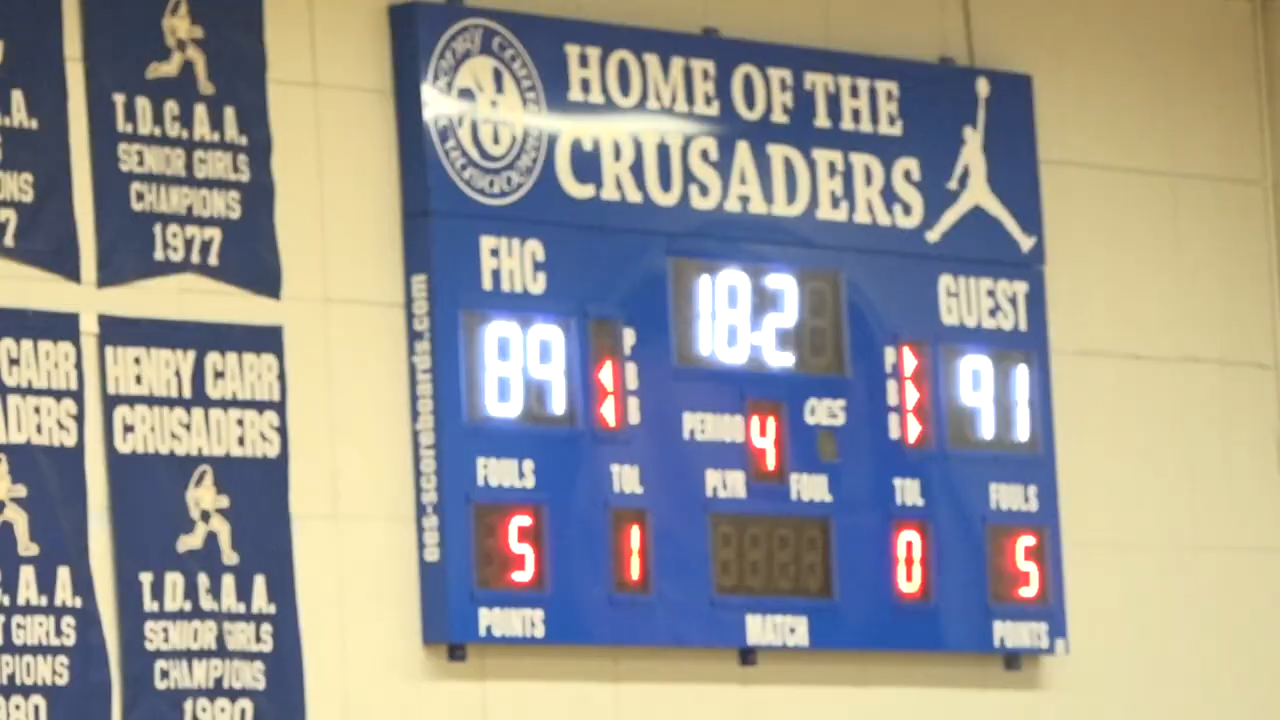 T.D.C.A.A.
SENIOR GIRLS
CHAMPIONS
1977
HENRY CARR
CRUSADERS
T.D.C.A.A.
SENIOR GIRLS
CHAMPIONS
1980
CARR
HOME OF THE
CRUSADERS
FHC
GUEST
89
18.2
91
P
B
B
P
B
B
PERIOD 4
OES
FOULS
TOL
PLYR
FOUL
TOL
FOULS
5
1
0
5
POINTS
MATCH
POINTS
oes-scoreboards.com